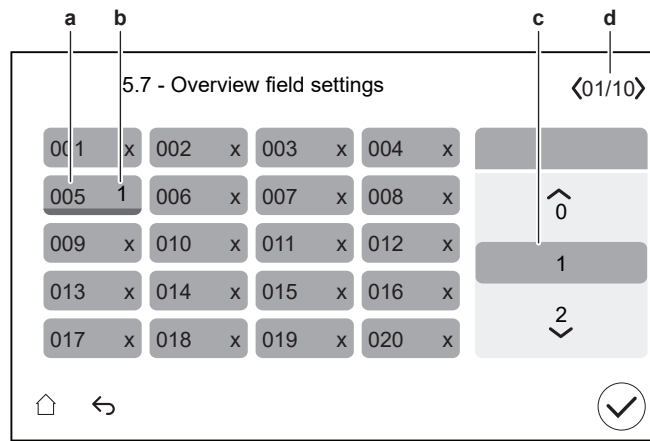 a b c d
5.7 - Overview field settings 01/10
001 x 002 x 003 x 004 x
005 1 006 x 007 x 008 x 0
009 x 010 x 011 x 012 x 1
013 x 014 x 015 x 016 x 2
017 x 018 x 019 x 020 x